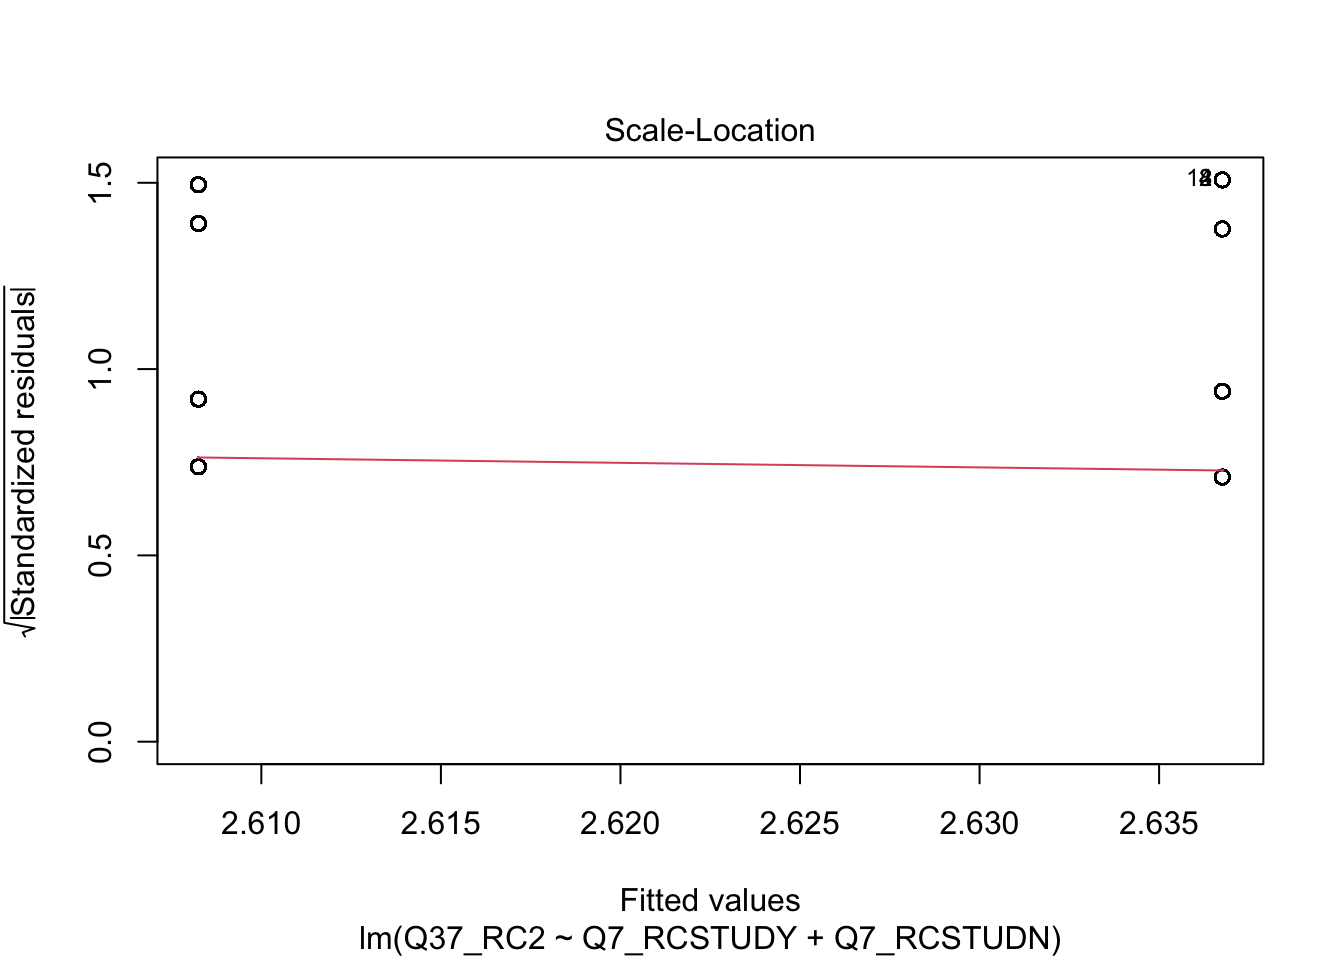 Scale-Location
√|Standardized residuals|
1.5
1.0
0.5
0.0
2.610 2.615 2.620 2.625 2.630 2.635
Fitted values
lm(Q37_RC2 ~ Q7_RCSTUDY + Q7_RCSTUDN)